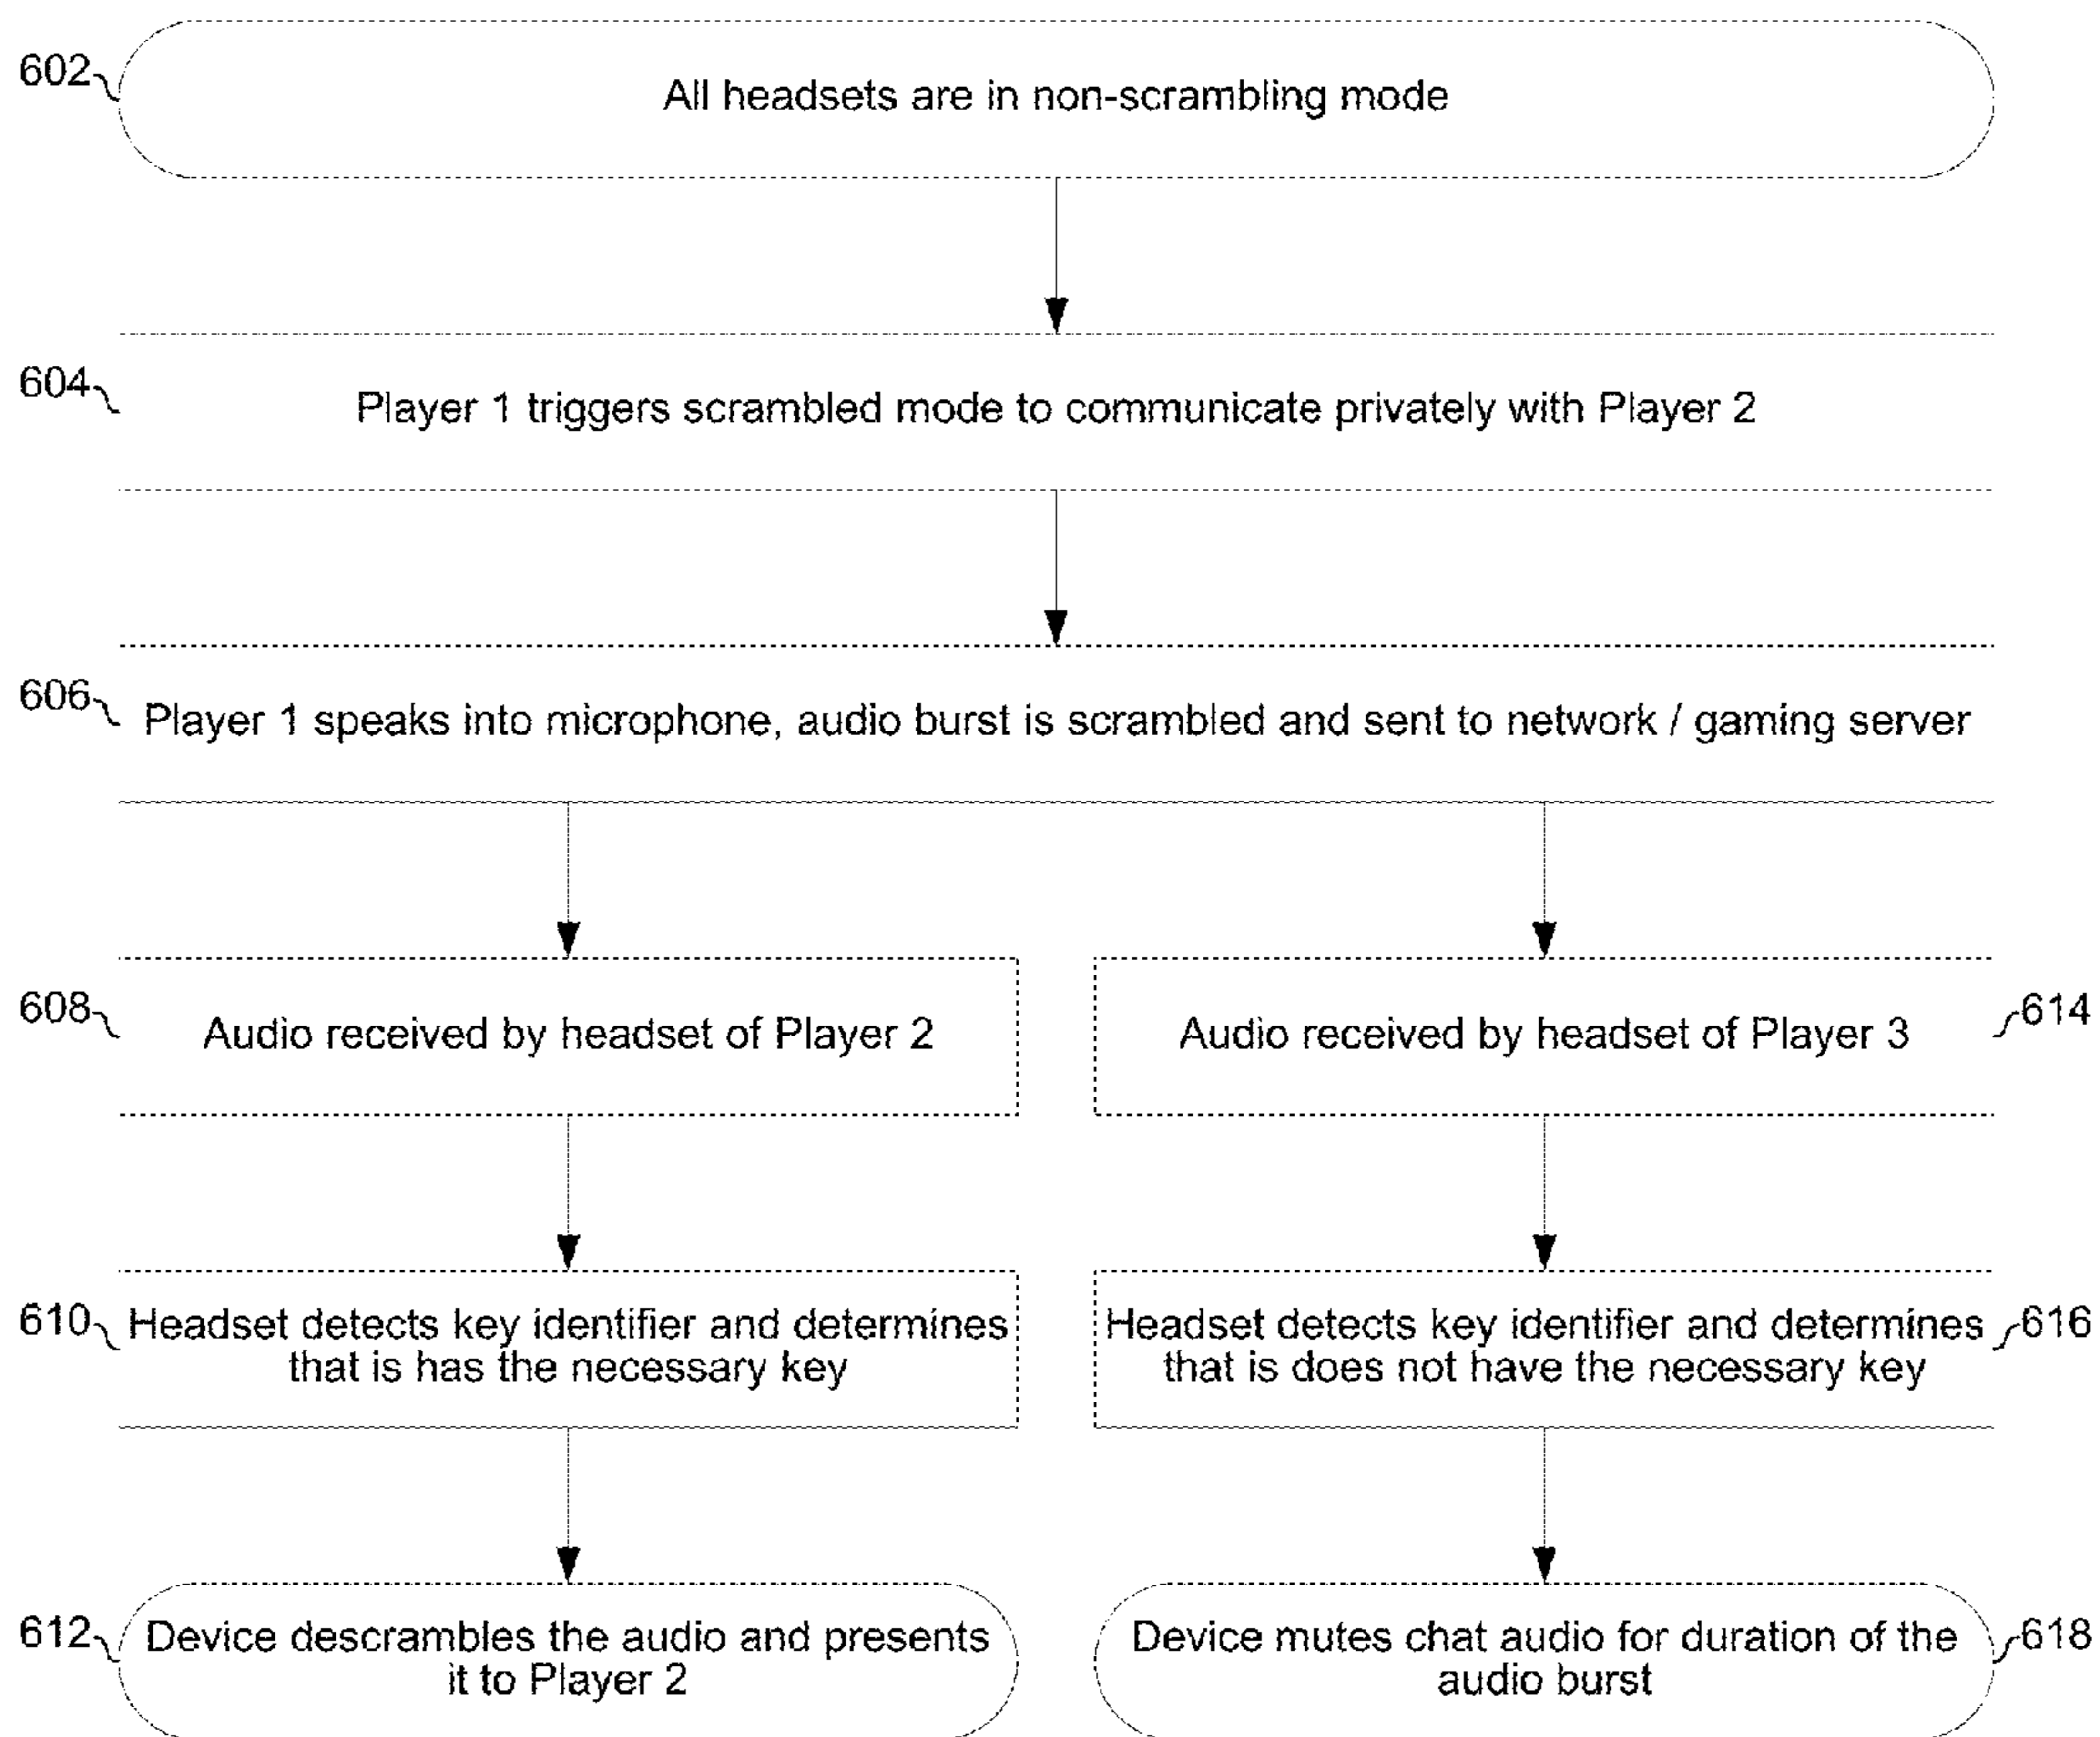 602
All headsets are in non-scrambling mode
604
Player 1 triggers scrambled mode to communicate privately with Player 2
606
Player 1 speaks into microphone, audio burst is scrambled and sent to network / gaming server
608
Audio received by headset of Player 2
Audio received by headset of Player 3
614
610
Headset detects key identifier and determines
that is has the necessary key
Headset detects key identifier and determines
that is does not have the necessary key
616
612
Device descrambles the audio and presents
it to Player 2
Device mutes chat audio for duration of the
audio burst
618